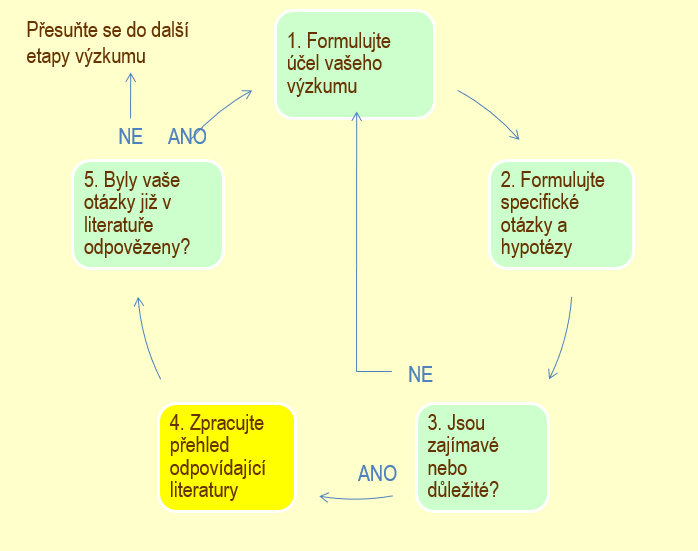 Přesuňte se do další
etapy výzkumu
1. Formulujte
účel vašeho
výzkumu
NE
ANO
5. Byly vaše
otázky již v
literatuře
odpovězeny?
2. Formulujte
specifické
otázky a
hypotézy
NE
3. Jsou
zajímavé
nebo
důležité?
ANO
4. Zpracujte
přehled
odpovídající
literatury